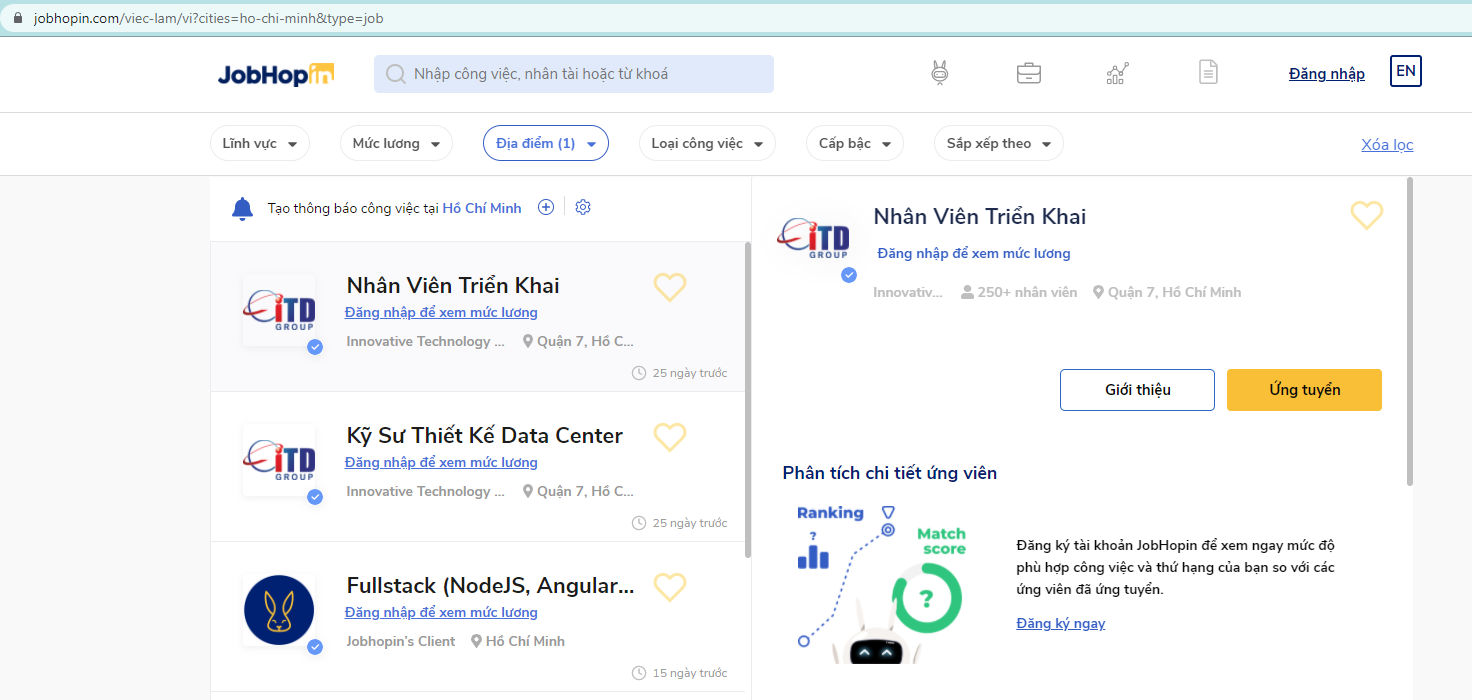 jobhopin.com/viec-lam/vi?cities=ho-chi-minh&type=job
JobHopin
Nhập công việc, nhân tài hoặc từ khoá
Đăng nhập
EN
Lĩnh vực
Mức lương
Địa điểm (1)
Loại công việc
Cấp bậc
Sắp xếp theo
Xóa lọc
Tạo thông báo công việc tại Hồ Chí Minh
iTD
GROUP
Nhân Viên Triển Khai
Đăng nhập để xem mức lương
Innovative Technology ...
Quận 7, Hồ C...
25 ngày trước
iTD
GROUP
Kỹ Sư Thiết Kế Data Center
Đăng nhập để xem mức lương
Innovative Technology ...
Quận 7, Hồ C...
25 ngày trước
Fullstack (NodeJS, Angular...
Đăng nhập để xem mức lương
Jobhopin's Client
Hồ Chí Minh
15 ngày trước
iTD
GROUP
Nhân Viên Triển Khai
Đăng nhập để xem mức lương
Innovativ...
250+ nhân viên
Quận 7, Hồ Chí Minh
Giới thiệu
Ứng tuyển
Phân tích chi tiết ứng viên
Ranking
?
Match
score
?
Đăng ký tài khoản JobHopin để xem ngay mức độ
phù hợp công việc và thứ hạng của bạn so với các
ứng viên đã ứng tuyển.
Đăng ký ngay